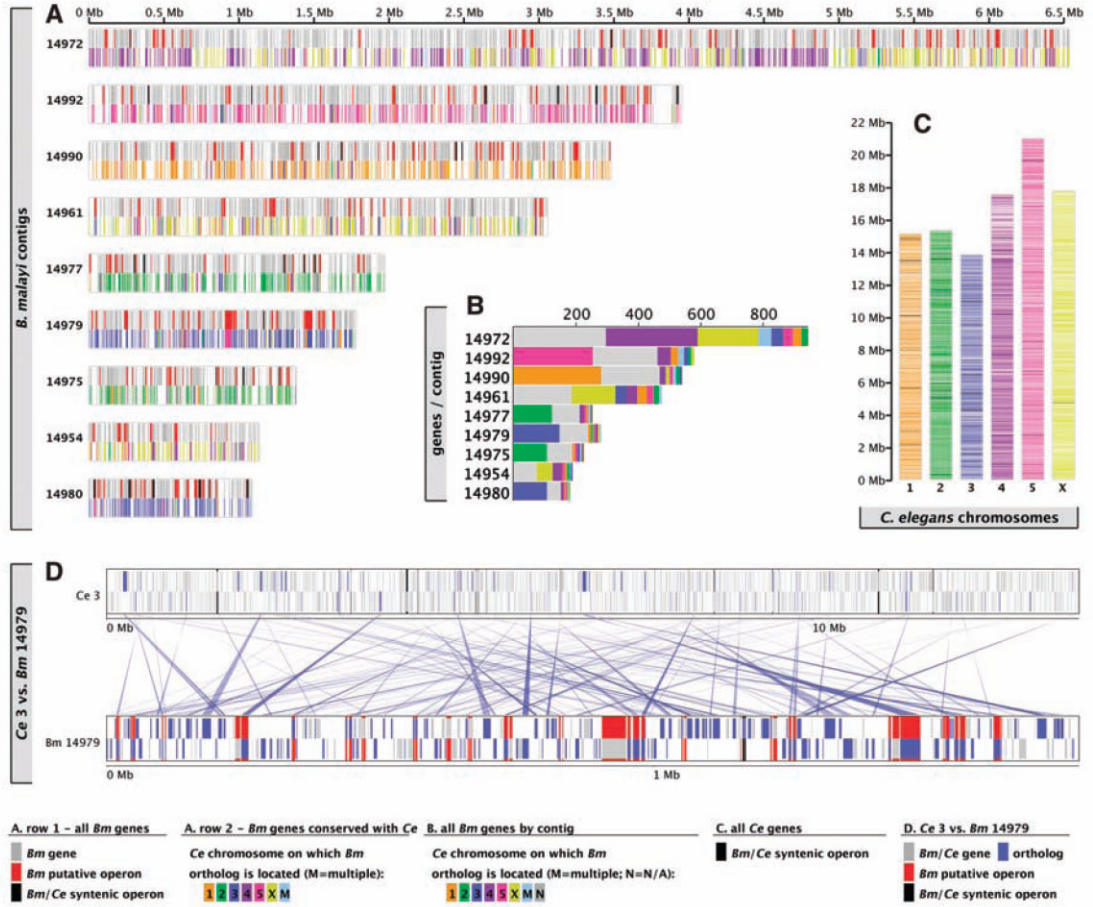 A
0 Mb 0.5 Mb 1 Mb 1.5 Mb 2 Mb 2.5 Mb 3 Mb 3.5 Mb 4 Mb 4.5 Mb 5 Mb 5.5 Mb 6 Mb 6.5 Mb
B. malayi contigs
14972
14992
14990
14961
14977
14979
14975
14954
14980
B
200 400 600 800
genes / contig
14972
14992
14990
14961
14977
14979
14975
14954
14980
C
22 Mb
20 Mb
18 Mb
16 Mb
14 Mb
12 Mb
10 Mb
8 Mb
6 Mb
4 Mb
2 Mb
0 Mb
1 2 3 4 5 X
C. elegans chromosomes
D
Ce 3 vs. Bm 14979
Ce 3
0 Mb 10 Mb
Bm 14979
0 Mb 1 Mb
A. row 1 – all Bm genes
Bm gene
Bm putative operon
Bm/Ce syntenic operon
A. row 2 – Bm genes conserved with Ce
Ce chromosome on which Bm
ortholog is located (M=multiple):
1 2 3 4 5 X M
B. all Bm genes by contig
Ce chromosome on which Bm
ortholog is located (M=multiple; N=N/A):
1 2 3 4 5 X M N
C. all Ce genes
Bm/Ce syntenic operon
D. Ce 3 vs. Bm 14979
Bm/Ce gene ortholog
Bm putative operon
Bm/Ce syntenic operon